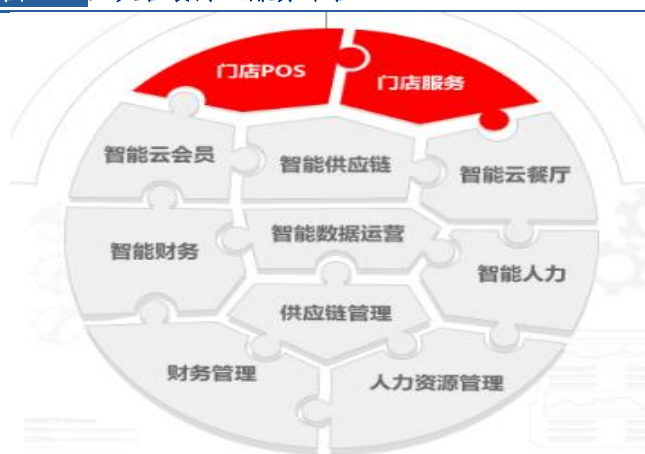 门店POS
门店服务
智能云会员
智能供应链
智能云餐厅
智能财务
智能数据运营
智能人力
供应链管理
财务管理
人力资源管理